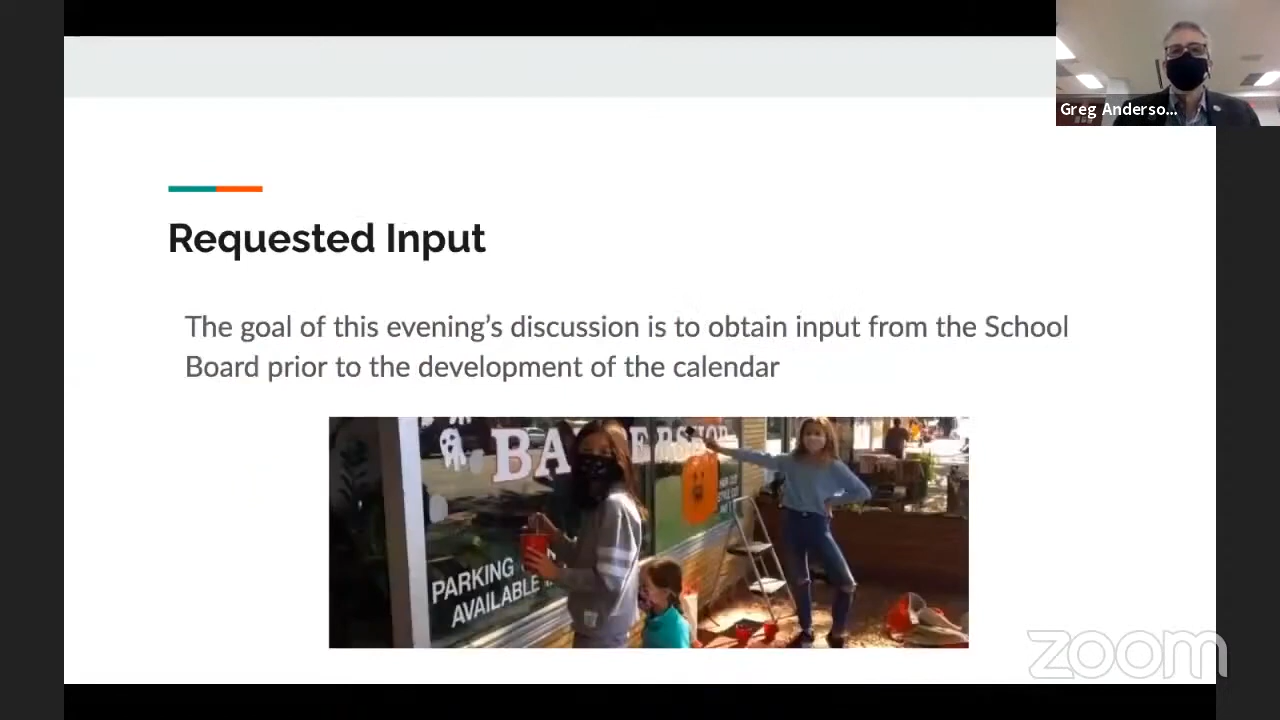 Greg Anderso...
Requested Input
The goal of this evening's discussion is to obtain input from the School
Board prior to the development of the calendar
PARKING
AVAILABLE
zoom